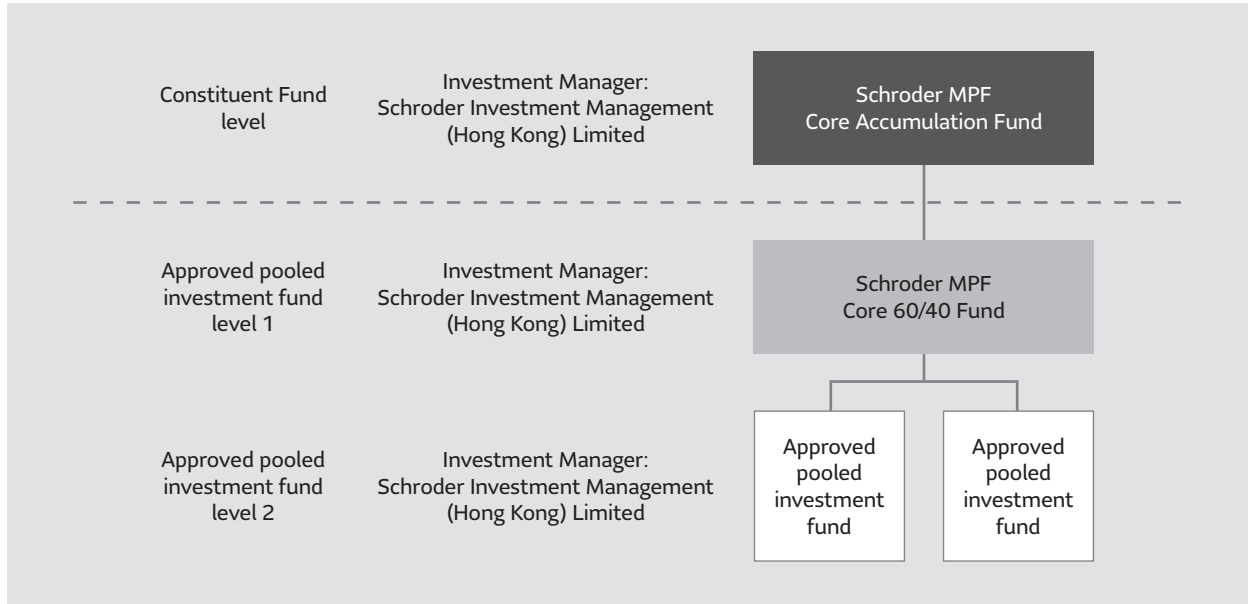 Constituent Fund
level
Investment Manager:
Schroder Investment Management
(Hong Kong) Limited
Schroder MPF
Core Accumulation Fund
Approved pooled
investment fund
level 1
Investment Manager:
Schroder Investment Management
(Hong Kong) Limited
Schroder MPF
Core 60/40 Fund
Approved pooled
investment fund
level 2
Investment Manager:
Schroder Investment Management
(Hong Kong) Limited
Approved
pooled
investment
fund
Approved
pooled
investment
fund